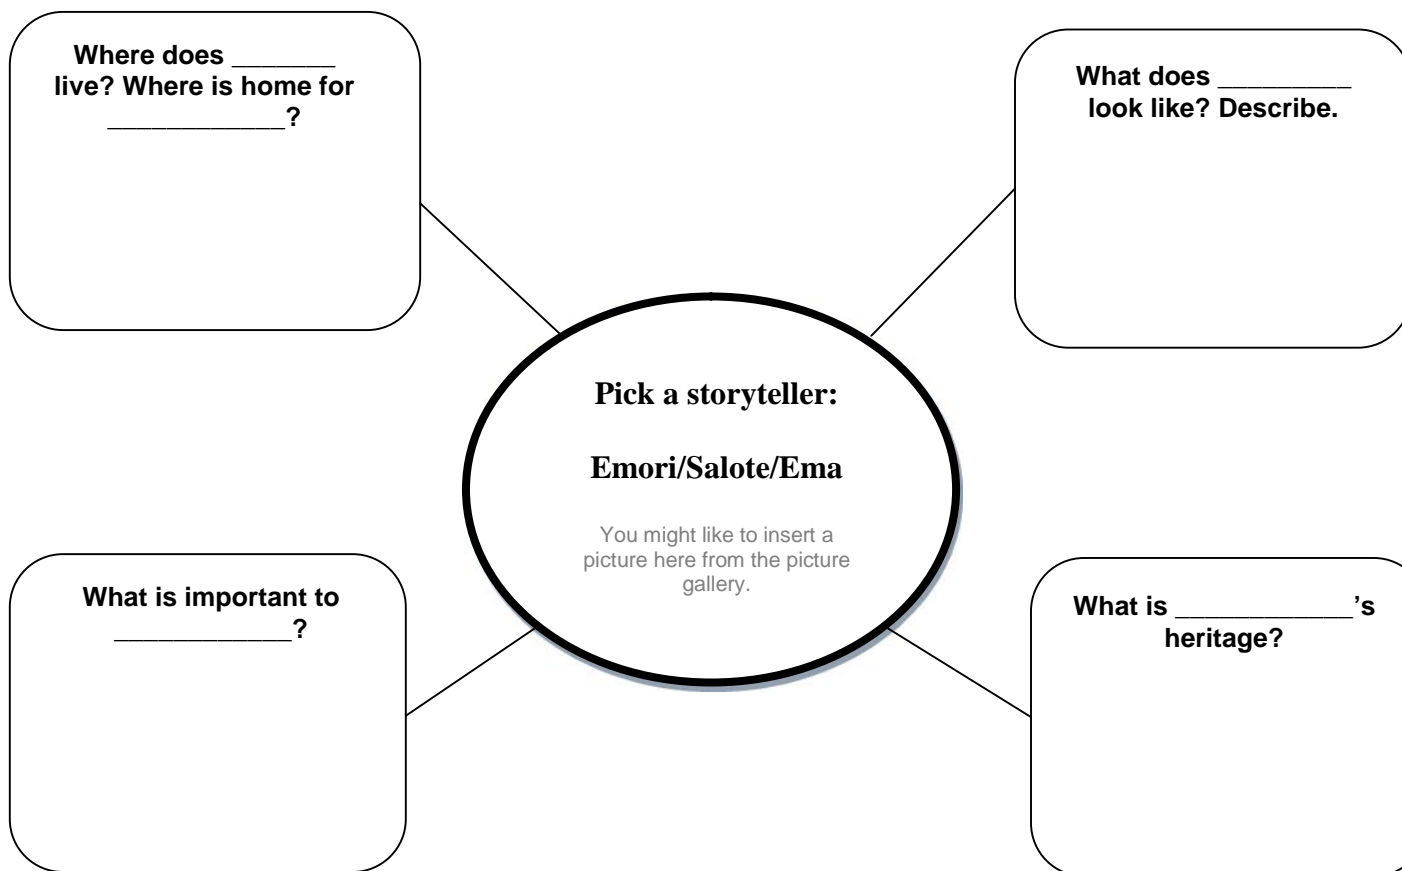 Where does _______
live? Where is home for
____________?
What does _________
look like? Describe.
Pick a storyteller:
Emori/Salote/Ema
You might like to insert a
picture here from the picture
gallery.
What is important to
____________?
What is ____________’s
heritage?